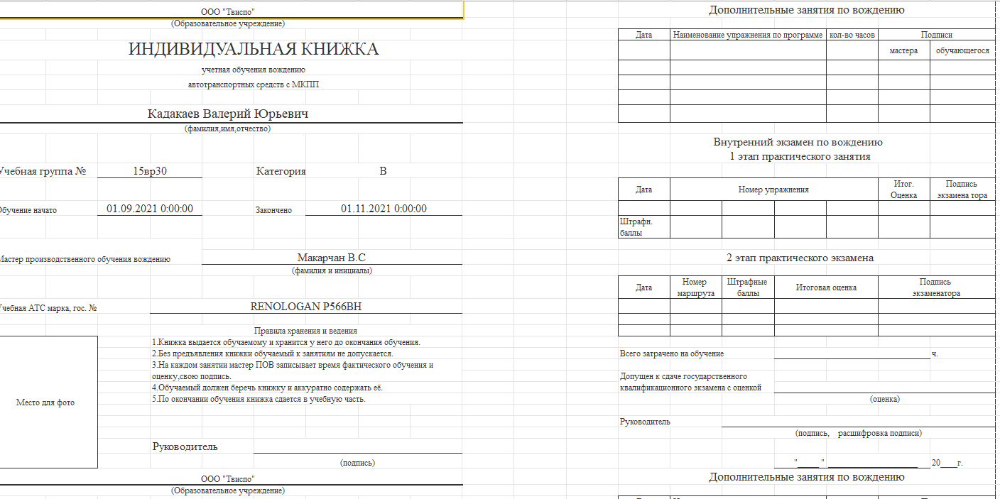 ООО "Твиспо"
(Образовательное учреждение)
ИНДИВИДУАЛЬНАЯ КНИЖКА
учетная обучения вождению
автотранспортных средств с МКПП
Кадакаев Валерий Юрьевич
(фамилия,имя,отчество)
Учебная группа № 15вр30 Категория В
Обучение начато 01.09.2021 0:00:00 Закончено 01.11.2021 0:00:00
Мастер производственного обучения вождению Макарчан В.С
(фамилия и инициалы)
Учебная АТС марка, гос. № RENOLOGAN Р566ВН
Правила хранения и ведения
1.Книжка выдается обучаемому и хранится у него до окончания обучения.
2.Без предъявления книжки обучаемый к занятиям не допускается.
3.На каждом занятии мастер ПОВ записывает время фактического обучения и
оценку,свою подпись.
4.Обучаемый должен беречь книжку и аккуратно содержать её.
5.По окончании обучения книжка сдается в учебную часть.
Место для фото
Руководитель
(подпись)
ООО "Твиспо"
(Образовательное учреждение)
Дополнительные занятия по вождению
Дата Наименование упражнения по программе кол-во часов Подписи
мастера обучающегося
Внутренний экзамен по вождению
1 этап практического занятия
Дата Номер упражнения Итог. Оценка Подпись экзамена тора
Штрафн.
баллы
2 этап практического экзамена
Дата Номер маршрута Штрафные баллы Итоговая оценка Подпись экзаменатора
Всего затрачено на обучение ч.
Допущен к сдаче государственного
квалификационного экзамена с оценкой
(оценка)
Руководитель
(подпись, расшифровка подписи)
"_____ " _____________________ 20____г.
Дополнительные занятия по вождению